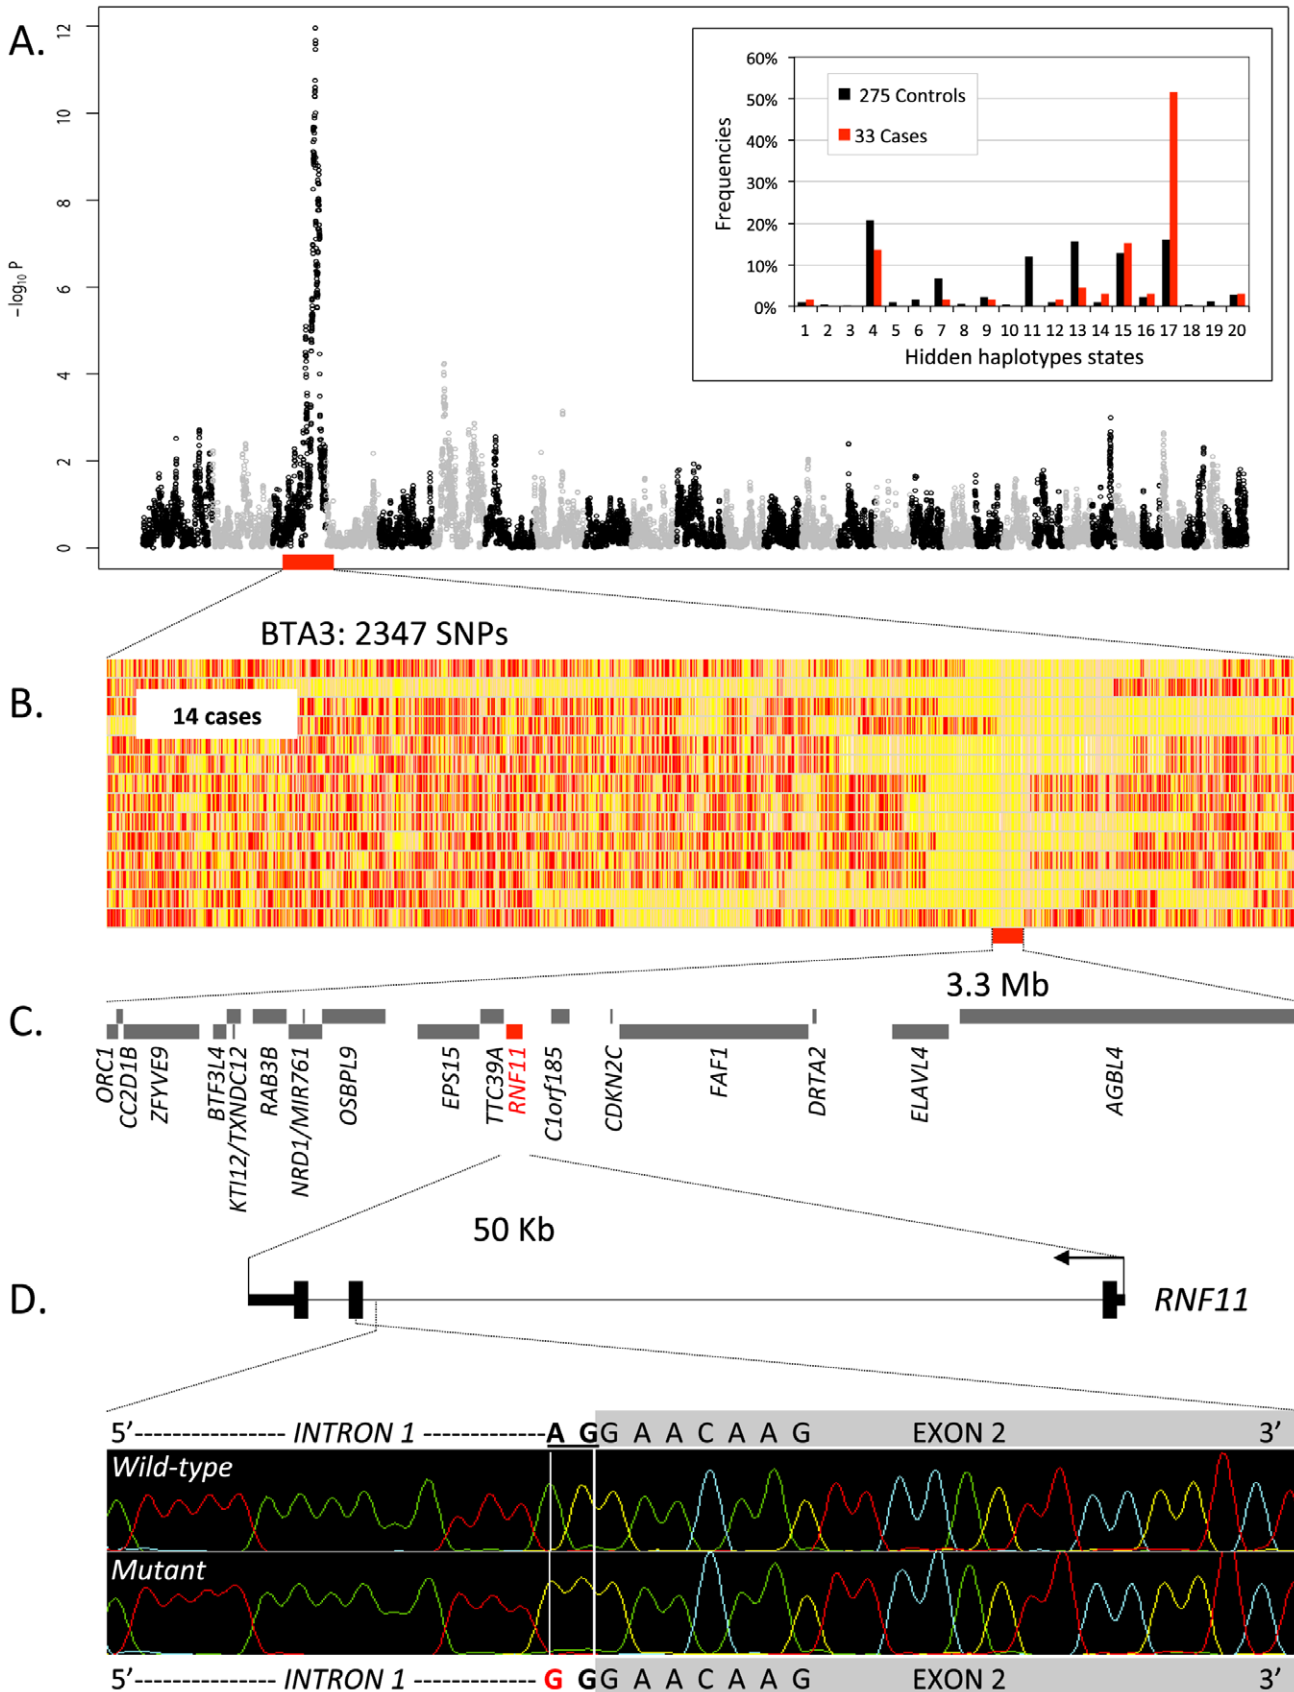 A.
12
10
8
6
4
2
0
-log₁₀ P
60%
50%
40%
30%
20%
10%
0%
Frequencies
275 Controls
33 Cases
1 2 3 4 5 6 7 8 9 10 11 12 13 14 15 16 17 18 19 20
Hidden haplotypes states
BTA3: 2347 SNPs
B.
14 cases
3.3 Mb
C.
ORC1
CC2D1B
ZFYVE9
BTF3L4
KTI12/TXNDC12
RAB3B
NRD1/MIR761
OSBPL9
EPS15
TTC39A
RNF11
C1orf185
CDKN2C
FAF1
DRTA2
ELAVL4
AGBL4
50 Kb
D.
RNF11
5’---------------- INTRON 1 -------------A G G A A C A A G EXON 2 3’
Wild-type
Mutant
5’--------------- INTRON 1 ------------- G G G A A C A A G EXON 2 3’